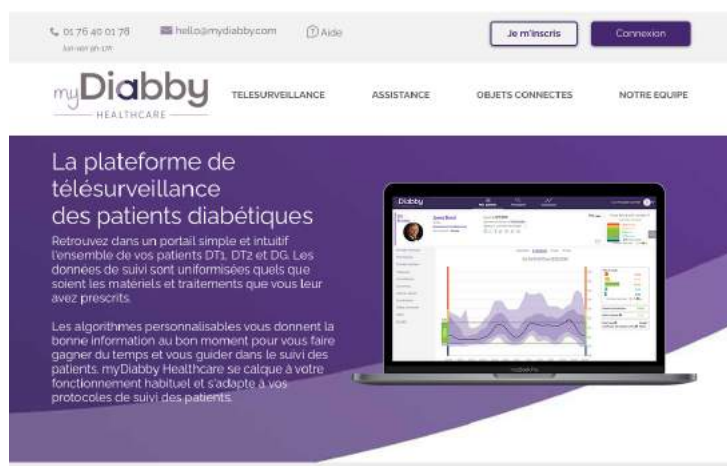 01 76 40 01 78
hello@mydiabby.com
Aide
Je m'inscris
Connexion
lun-ven 9h-17h
myDiabby
HEALTHCARE
TELESURVEILLANCE
ASSISTANCE
OBJETS CONNECTES
NOTRE EQUIPE
La plateforme de
télésurveillance
des patients diabétiques
Retrouvez dans un portail simple et intuitif
l'ensemble de vos patients DT1, DT2 et DG. Les
données de suivi sont uniformisées quels que
soient les matériels et traitements que vous leur
avez prescrits.
Les algorithmes personnalisables vous donnent la
bonne information au bon moment pour vous faire
gagner du temps et vous guider dans le suivi des
patients. myDiabby Healthcare se calque à votre
fonctionnement habituel et s'adapte à vos
protocoles de suivi des patients.
Diabby